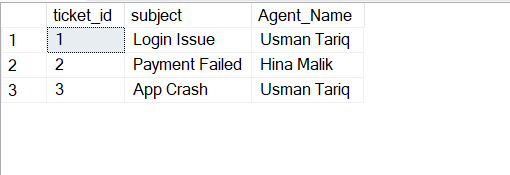 ticket_id subject Agent_Name
1 1 Login Issue Usman Tariq
2 2 Payment Failed Hina Malik
3 3 App Crash Usman Tariq